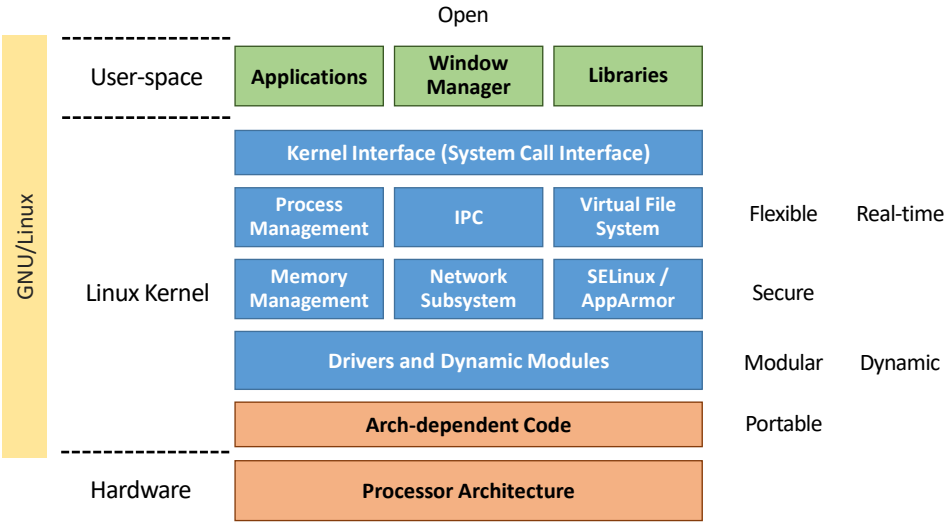 Open
GNU/Linux
User-space
Applications
Window
Manager
Libraries
Linux Kernel
Kernel Interface (System Call Interface)
Process
Management
IPC
Virtual File
System
Flexible
Real-time
Memory
Management
Network
Subsystem
SELinux /
AppArmor
Secure
Drivers and Dynamic Modules
Modular
Dynamic
Arch-dependent Code
Portable
Hardware
Processor Architecture